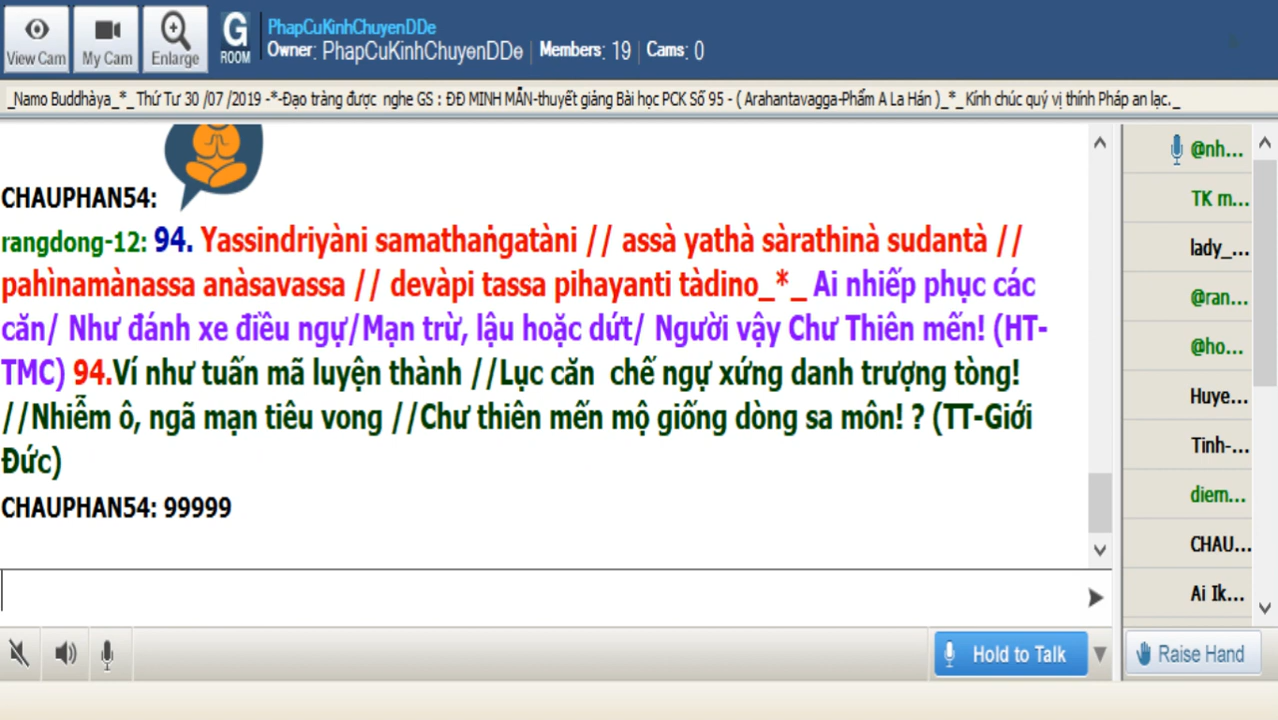 PhapCuKinhChuyenDDe
Owner: PhapCuKinhChuyenDDe | Members: 19 | Cams: 0
View Cam
My Cam
Enlarge
G
ROOM
_Namo Buddhàya_*_ Thứ Tư 30 /07 /2019 -*-Đạo tràng được nghe GS : ĐĐ MINH MẪN-thuyết giảng Bài học PCK Số 95 - ( Arahantavagga-Phẩm A La Hán )_*_ Kính chúc quý vị thính Pháp an lạc._
CHAUPHAN54:
rangdong-12: 94. Yassindriyàni samathaṅgatàni // assà yathà sàrathinà sudantà //
pahìnamànassa anàsavassa // devàpi tassa pihayanti tàdino_*_ Ai nhiếp phục các
căn/ Như đánh xe điều ngự/Mạn trừ, lậu hoặc dứt/ Người vậy Chư Thiên mến! (HT-
TMC) 94.Ví như tuấn mã luyện thành //Lục căn chế ngự xứng danh trượng tòng!
//Nhiễm ô, ngã mạn tiêu vong //Chư thiên mến mộ giống dòng sa môn! ? (TT-Giới
Đức)
CHAUPHAN54: 99999
@nh...
TK m...
lady_...
@ran...
@ho...
Huye...
Tinh-...
diem...
CHAU...
Ai Ik...
Hold to Talk
Raise Hand